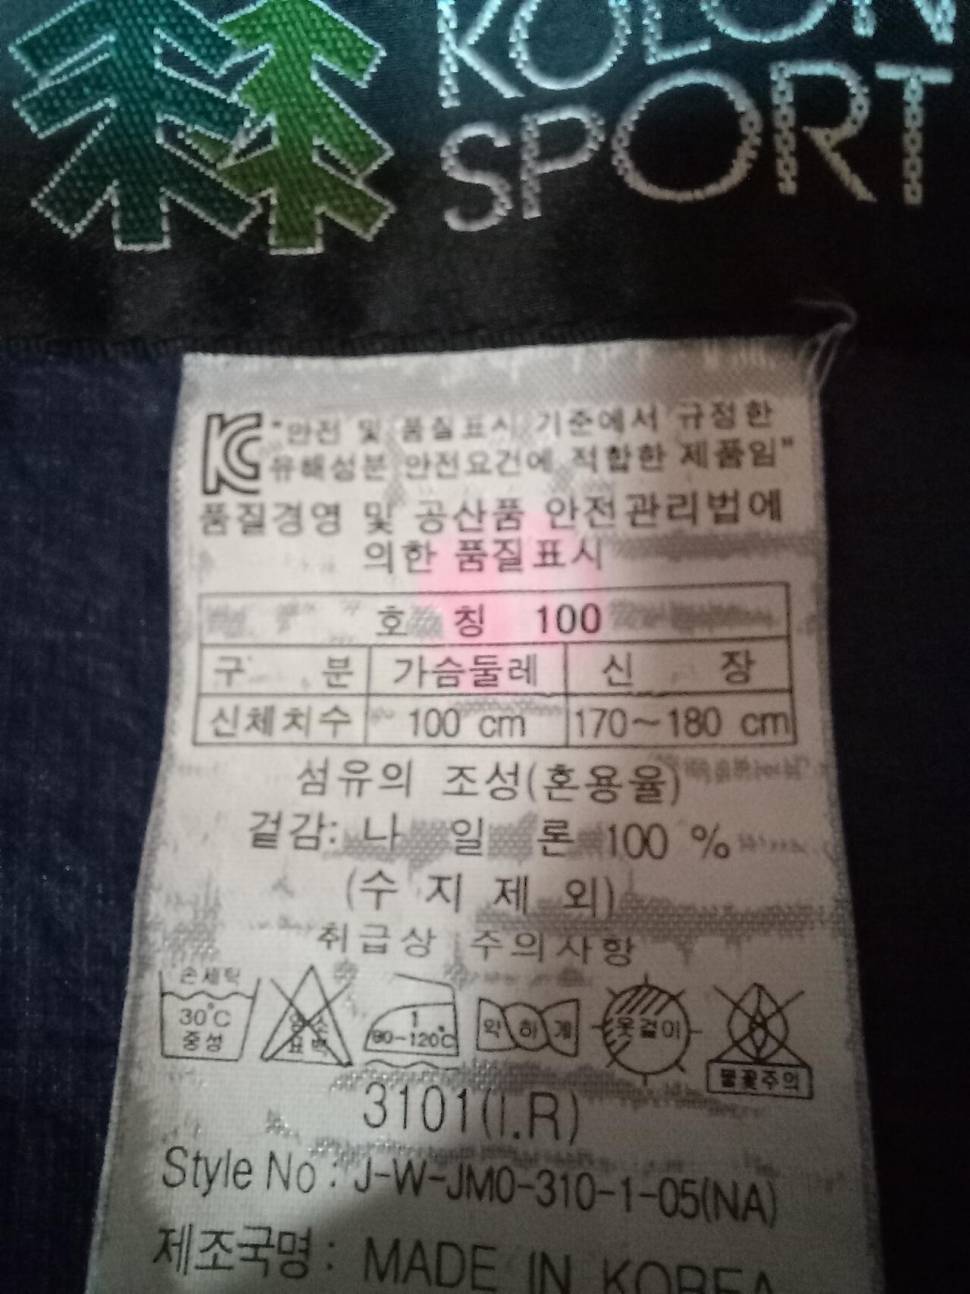 KOLON
SPORT
"안전 및 품질표시 기준에서 규정한
유해성분 안전요건에 적합한 제품임"
품질경영 및 공산품 안전관리법에
의한 품질표시
호 칭 100
구 분 가슴둘레 신 장
신체치수 100 cm 170~180 cm
섬유의 조성(혼용율)
겉감: 나 일 론 100 %
(수 지 제 외)
취급상 주의사항
손세탁
30°C
중성
염소
표백
1
80~120°C
약 하 게
옷걸이
불꽃주의
3101(I.R)
Style No : J-W-JM0-310-1-05(NA)
제조국명 : MADE IN KOREA